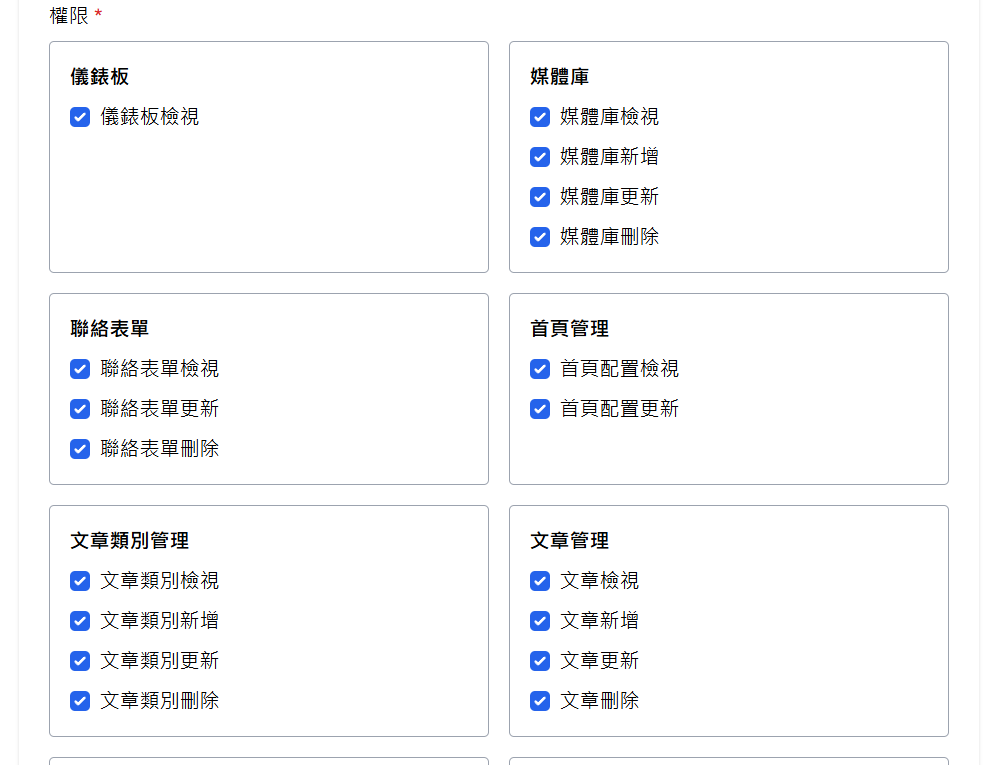 權限 *
儀錶板
儀錶板檢視
媒體庫
媒體庫檢視
媒體庫新增
媒體庫更新
媒體庫刪除
聯絡表單
聯絡表單檢視
聯絡表單更新
聯絡表單刪除
首頁管理
首頁配置檢視
首頁配置更新
文章類別管理
文章類別檢視
文章類別新增
文章類別更新
文章類別刪除
文章管理
文章檢視
文章新增
文章更新
文章刪除